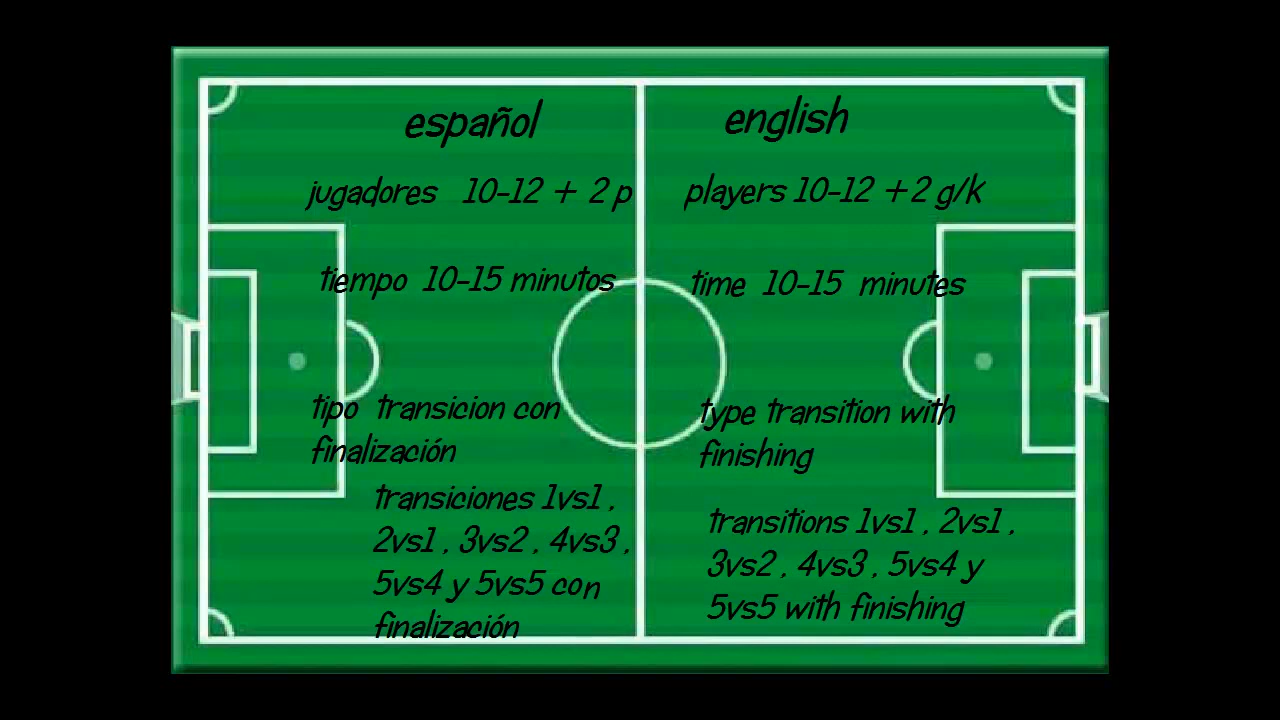 español
jugadores 10-12 + 2 p
tiempo 10-15 minutos
tipo transicion con
finalización
transiciones 1vs1 ,
2vs1 , 3vs2 , 4vs3 ,
5vs4 y 5vs5 con
finalización
english
players 10-12 +2 g/k
time 10-15 minutes
type transition with
finishing
transitions 1vs1 , 2vs1 ,
3vs2 , 4vs3 , 5vs4 y
5vs5 with finishing